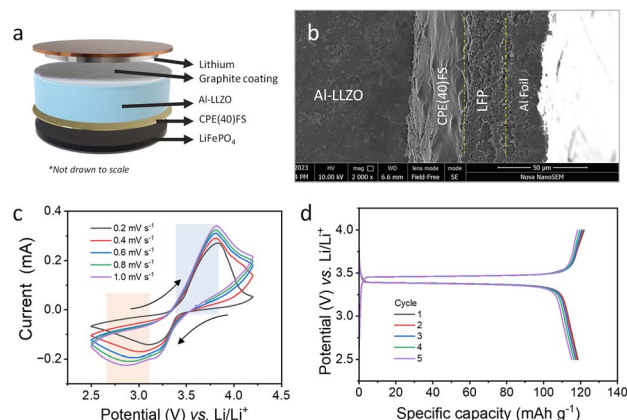 a
Lithium
Graphite coating
Al-LLZO
CPE(40)FS
LiFePO₄
*Not drawn to scale
b
Al-LLZO
CPE(40)FS
LFP
Al Foil
2023
4 PM
HV
10.00 kV
mag
2 000 x
WD
6.6 mm
lens mode
Field-Free
mode
SE
50 µm
Nova NanoSEM
c
0.2 mV s⁻¹
0.4 mV s⁻¹
0.6 mV s⁻¹
0.8 mV s⁻¹
1.0 mV s⁻¹
Current (mA)
0.4
0.2
0.0
−0.2
2.5 3.0 3.5 4.0 4.5
Potential (V) vs. Li/Li⁺
d
Potential (V) vs. Li/Li⁺
4.0
3.5
3.0
2.5
Cycle
1
2
3
4
5
0 20 40 60 80 100 120 140
Specific capacity (mAh g⁻¹)